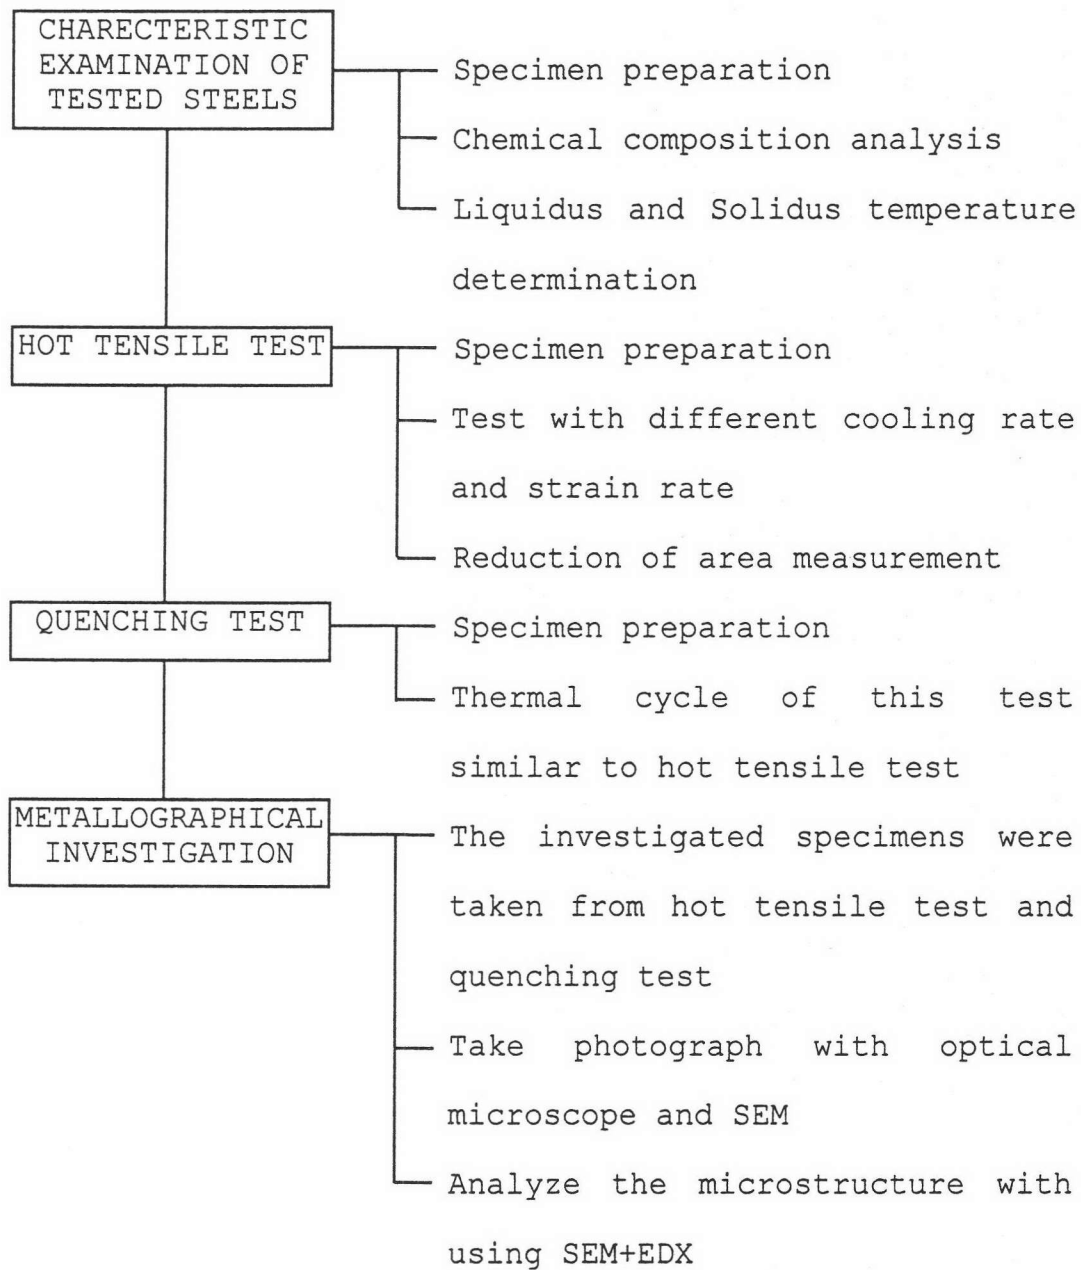 CHARECTERISTIC
EXAMINATION OF
TESTED STEELS
Specimen preparation
Chemical composition analysis
Liquidus and Solidus temperature
determination
HOT TENSILE TEST
Specimen preparation
Test with different cooling rate
and strain rate
Reduction of area measurement
QUENCHING TEST
Specimen preparation
Thermal cycle of this test
similar to hot tensile test
METALLOGRAPHICAL
INVESTIGATION
The investigated specimens were
taken from hot tensile test and
quenching test
Take photograph with optical
microscope and SEM
Analyze the microstructure with
using SEM+EDX